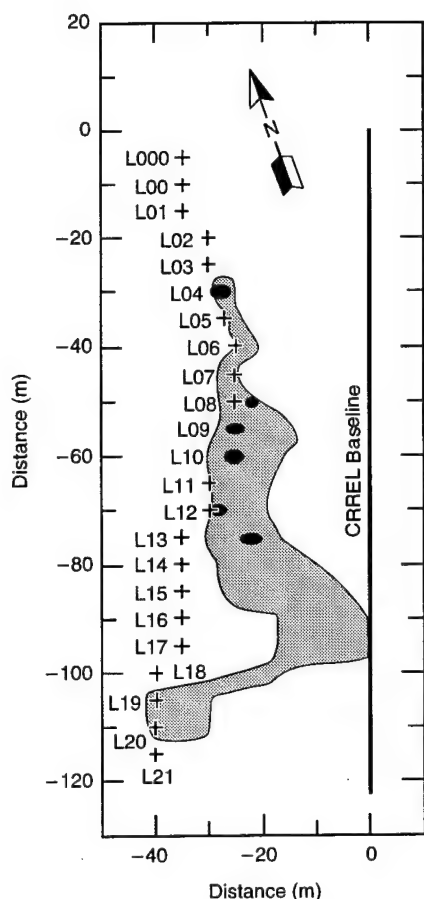 20
0
−20
−40
−60
−80
−100
−120
Distance (m)
N
L000
L00
L01
L02
L03
L04
L05
L06
L07
L08
L09
L10
L11
L12
L13
L14
L15
L16
L17
L18
L19
L20
L21
CRREL Baseline
−40
−20
0
Distance (m)